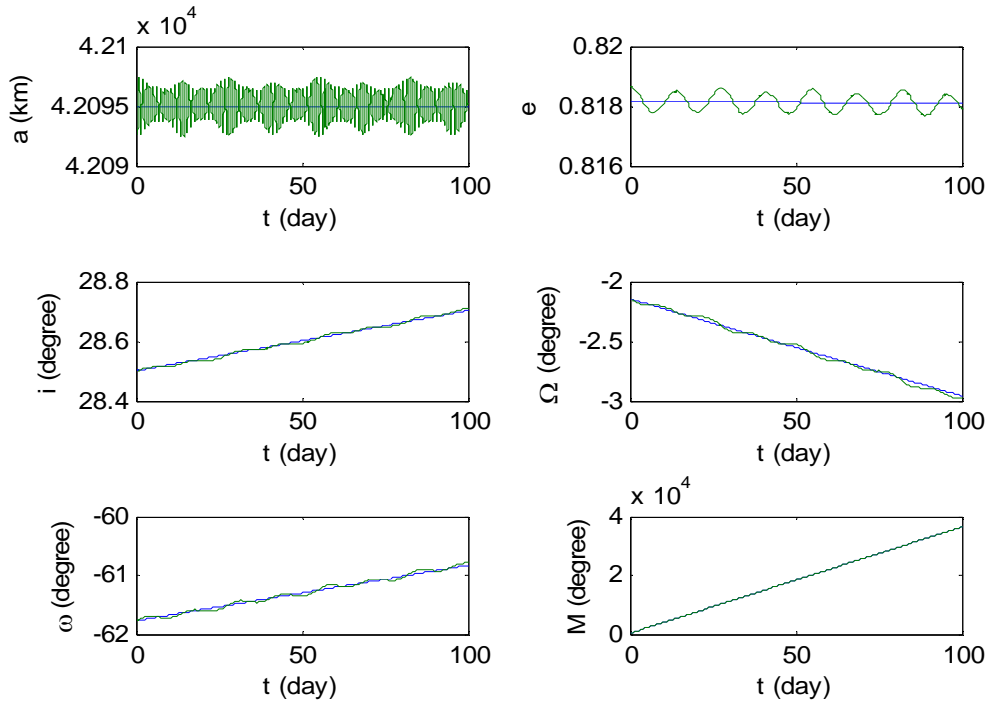 x 10^4
4.21
4.2095
4.209
a (km)
0
50
100
t (day)
0.82
0.818
0.816
e
0
50
100
t (day)
28.8
28.6
28.4
i (degree)
0
50
100
t (day)
-2
-2.5
-3
Ω (degree)
0
50
100
t (day)
-60
-61
-62
ω (degree)
0
50
100
t (day)
x 10^4
4
2
0
M (degree)
0
50
100
t (day)